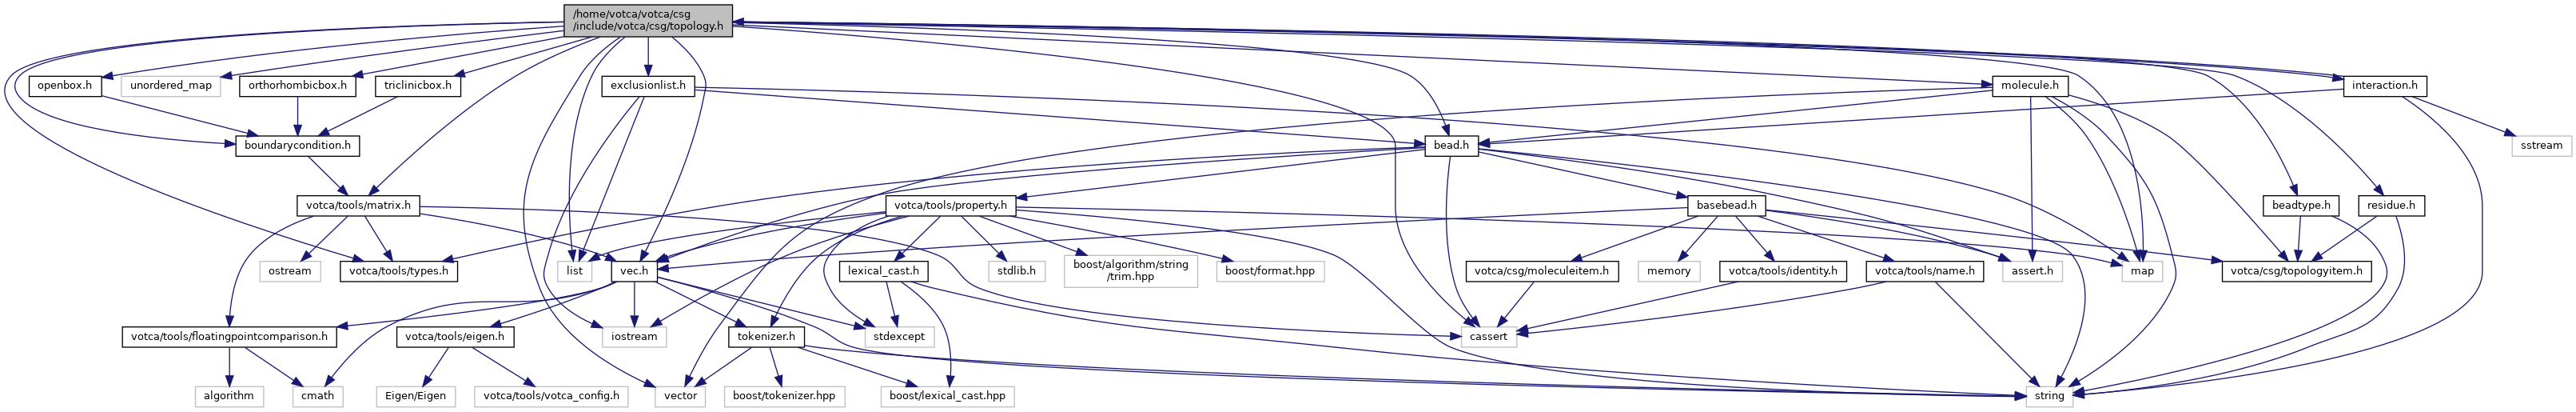 /home/votca/votca/csg
/include/votca/csg/topology.h
openbox.h
unordered_map
orthorhombicbox.h
triclinicbox.h
exclusionlist.h
molecule.h
interaction.h
boundarycondition.h
bead.h
sstream
votca/tools/matrix.h
votca/tools/property.h
basebead.h
beadtype.h
residue.h
ostream
votca/tools/types.h
list
vec.h
lexical_cast.h
stdlib.h
boost/algorithm/string
/trim.hpp
boost/format.hpp
votca/csg/moleculeitem.h
memory
votca/tools/identity.h
votca/tools/name.h
assert.h
map
votca/csg/topologyitem.h
votca/tools/floatingpointcomparison.h
votca/tools/eigen.h
iostream
tokenizer.h
stdexcept
cassert
algorithm
cmath
Eigen/Eigen
votca/tools/votca_config.h
vector
boost/tokenizer.hpp
boost/lexical_cast.hpp
string